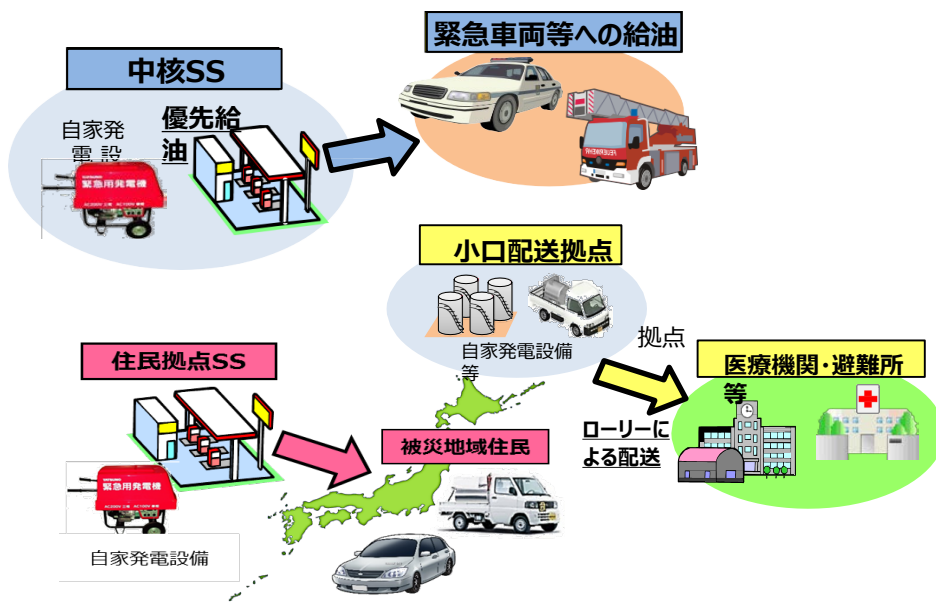 緊急車両等への給油
中核SS
自家発
電 設
優先給
油
緊急用発電機
小口配送拠点
自家発電設備
等
拠点
医療機関・避難所
等
ローリーに
よる配送
住民拠点SS
被災地域住民
緊急用発電機
自家発電設備